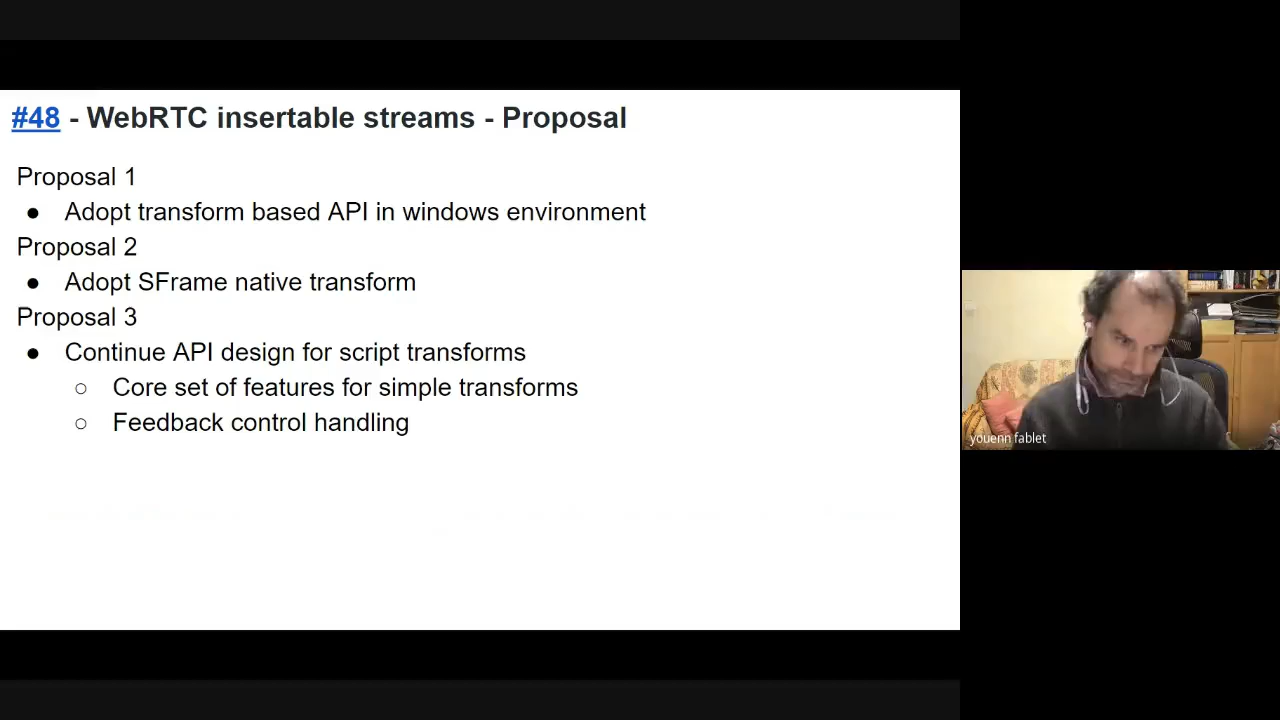 #48 - WebRTC insertable streams - Proposal
Proposal 1
● Adopt transform based API in windows environment
Proposal 2
● Adopt SFrame native transform
Proposal 3
● Continue API design for script transforms
○ Core set of features for simple transforms
○ Feedback control handling
youenn fablet